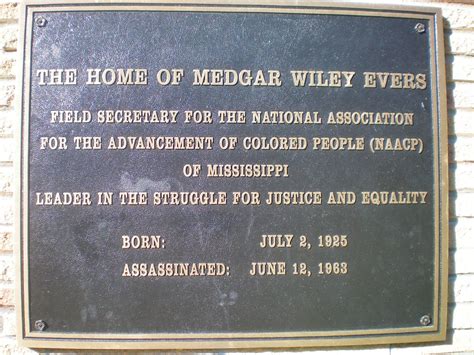 THE HOME OF MEDGAR WILEY EVERS
FIELD SECRETARY FOR THE NATIONAL ASSOCIATION
FOR THE ADVANCEMENT OF COLORED PEOPLE (NAACP)
OF MISSISSIPPI
LEADER IN THE STRUGGLE FOR JUSTICE AND EQUALITY
BORN: JULY 2, 1925
ASSASSINATED: JUNE 12, 1963